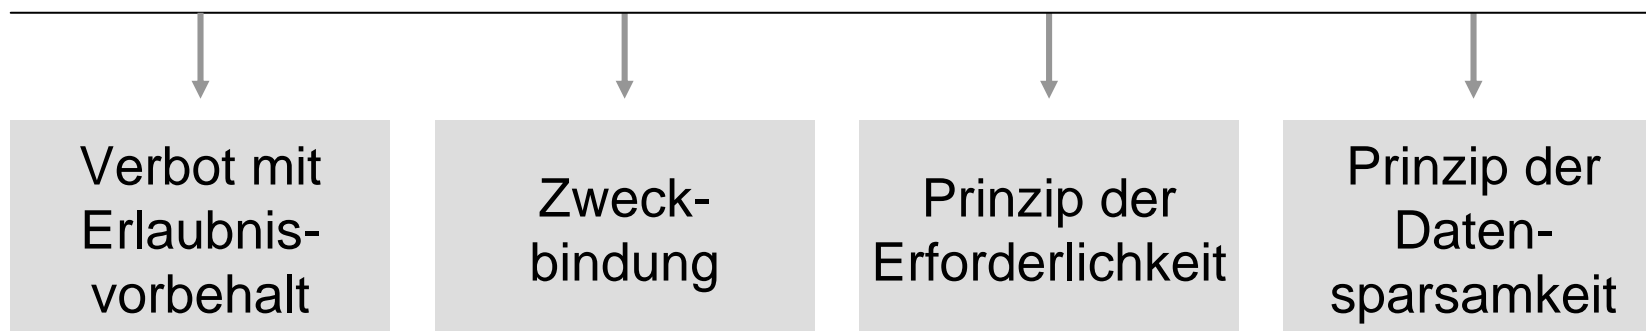 Verbot mit
Erlaubnis-
vorbehalt
Zweck-
bindung
Prinzip der
Erforderlichkeit
Prinzip der
Daten-
sparsamkeit